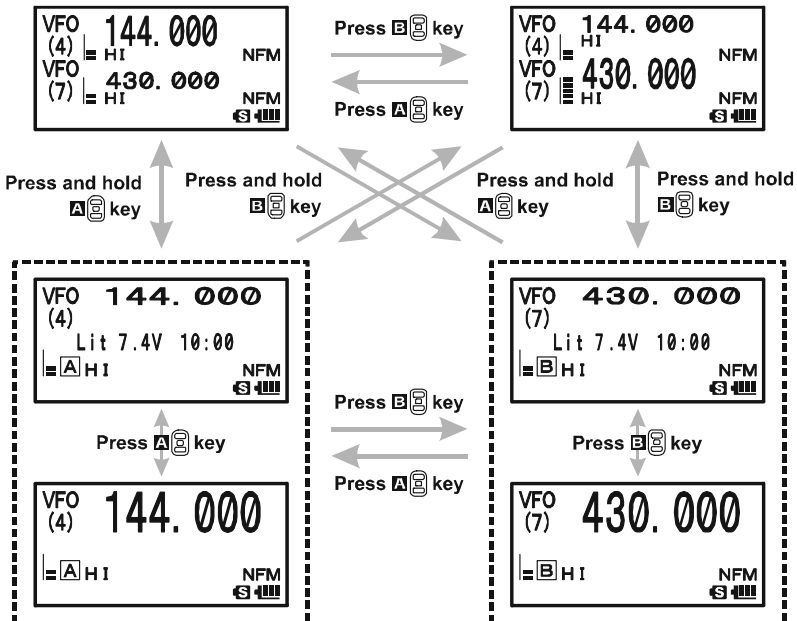 VFO 144. 000
(4) HI NFM
VFO 430. 000
(7) HI NFM
S
Press B key
Press A key
VFO 144. 000
(4) HI NFM
VFO 430. 000
(7) HI NFM
S
Press and hold
A key
Press and hold
B key
Press and hold
A key
Press and hold
B key
VFO 144. 000
(4)
Lit 7.4V 10:00
A HI NFM
S
VFO 430. 000
(7)
Lit 7.4V 10:00
B HI NFM
S
Press B key
Press A key
Press A key
Press B key
VFO 144. 000
(4)
A HI NFM
S
VFO 430. 000
(7)
B HI NFM
S